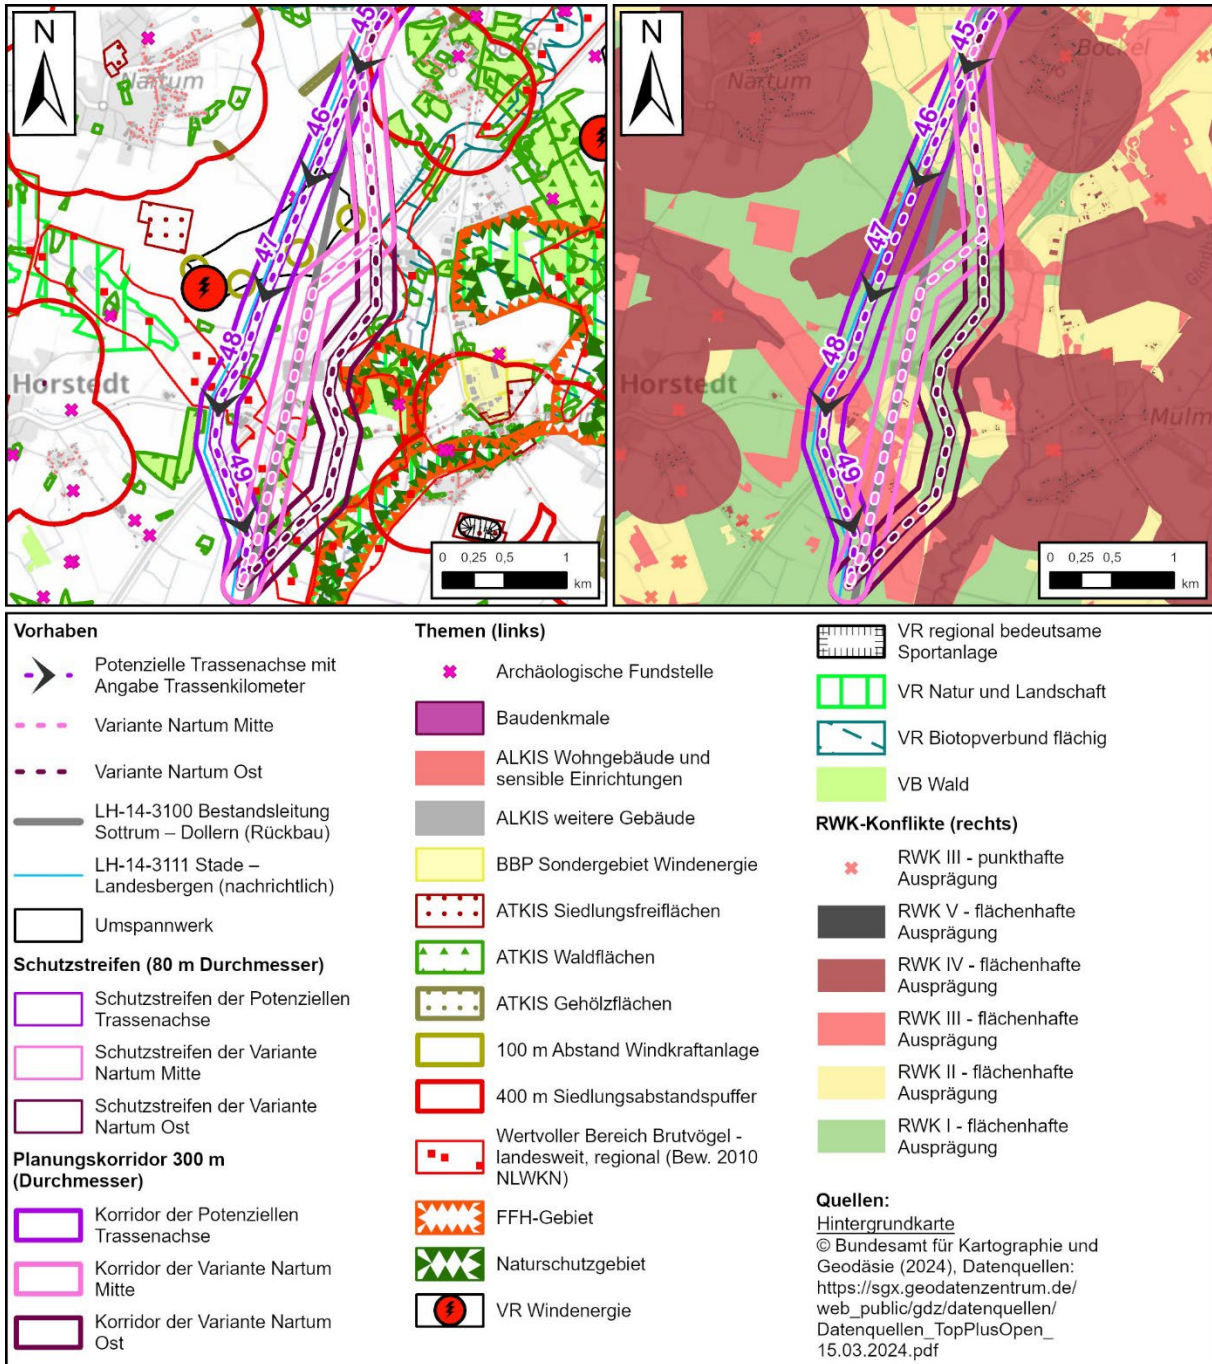 N
Nartum
Bockel
45
46
47
48
49
Horstedt
0 0,25 0,5 1
km
N
Nartum
Bockel
45
46
47
48
49
Horstedt
Mulm
0 0,25 0,5 1
km
Vorhaben
Potenzielle Trassenachse mit
Angabe Trassenkilometer
Variante Nartum Mitte
Variante Nartum Ost
LH-14-3100 Bestandsleitung
Sottrum – Dollern (Rückbau)
LH-14-3111 Stade –
Landesbergen (nachrichtlich)
Umspannwerk
Schutzstreifen (80 m Durchmesser)
Schutzstreifen der Potenziellen
Trassenachse
Schutzstreifen der Variante
Nartum Mitte
Schutzstreifen der Variante
Nartum Ost
Planungskorridor 300 m
(Durchmesser)
Korridor der Potenziellen
Trassenachse
Korridor der Variante Nartum
Mitte
Korridor der Variante Nartum
Ost
Themen (links)
Archäologische Fundstelle
Baudenkmale
ALKIS Wohngebäude und
sensible Einrichtungen
ALKIS weitere Gebäude
BBP Sondergebiet Windenergie
ATKIS Siedlungsfreiflächen
ATKIS Waldflächen
ATKIS Gehölzflächen
100 m Abstand Windkraftanlage
400 m Siedlungsabstandspuffer
Wertvoller Bereich Brutvögel -
landesweit, regional (Bew. 2010
NLWKN)
FFH-Gebiet
Naturschutzgebiet
VR Windenergie
VR regional bedeutsame
Sportanlage
VR Natur und Landschaft
VR Biotopverbund flächig
VB Wald
RWK-Konflikte (rechts)
RWK III - punkthafte
Ausprägung
RWK V - flächenhafte
Ausprägung
RWK IV - flächenhafte
Ausprägung
RWK III - flächenhafte
Ausprägung
RWK II - flächenhafte
Ausprägung
RWK I - flächenhafte
Ausprägung
Quellen:
Hintergrundkarte
© Bundesamt für Kartographie und
Geodäsie (2024), Datenquellen:
https://sgx.geodatenzentrum.de/
web_public/gdz/datenquellen/
Datenquellen_TopPlusOpen_
15.03.2024.pdf